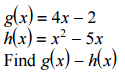 g(x) = 4x − 2
h(x) = x² − 5x
Find g(x) − h(x)